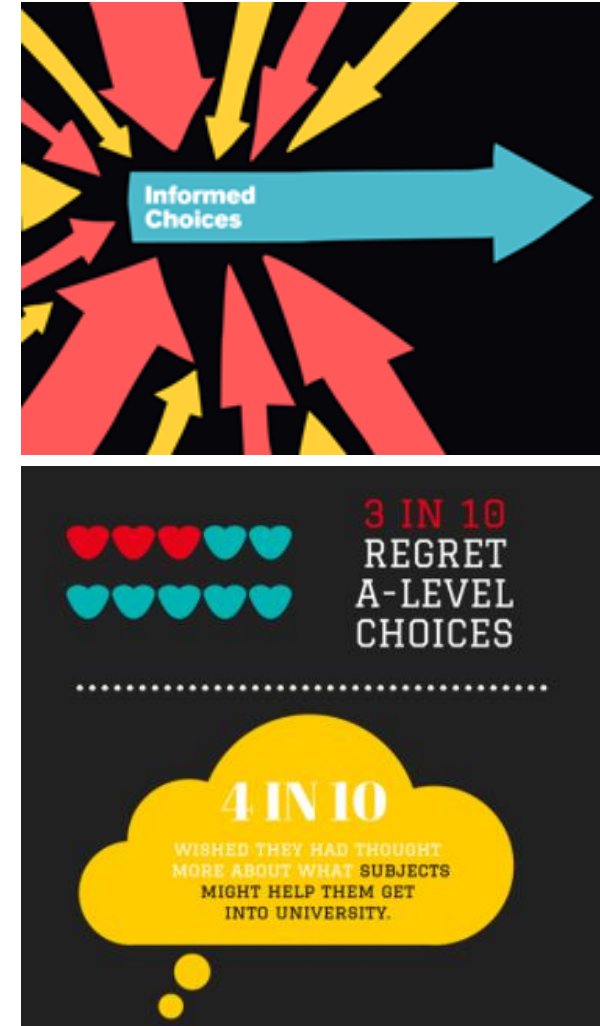 Informed
Choices
3 IN 10
REGRET
A-LEVEL
CHOICES
4 IN 10
WISHED THEY HAD THOUGHT
MORE ABOUT WHAT SUBJECTS
MIGHT HELP THEM GET
INTO UNIVERSITY.